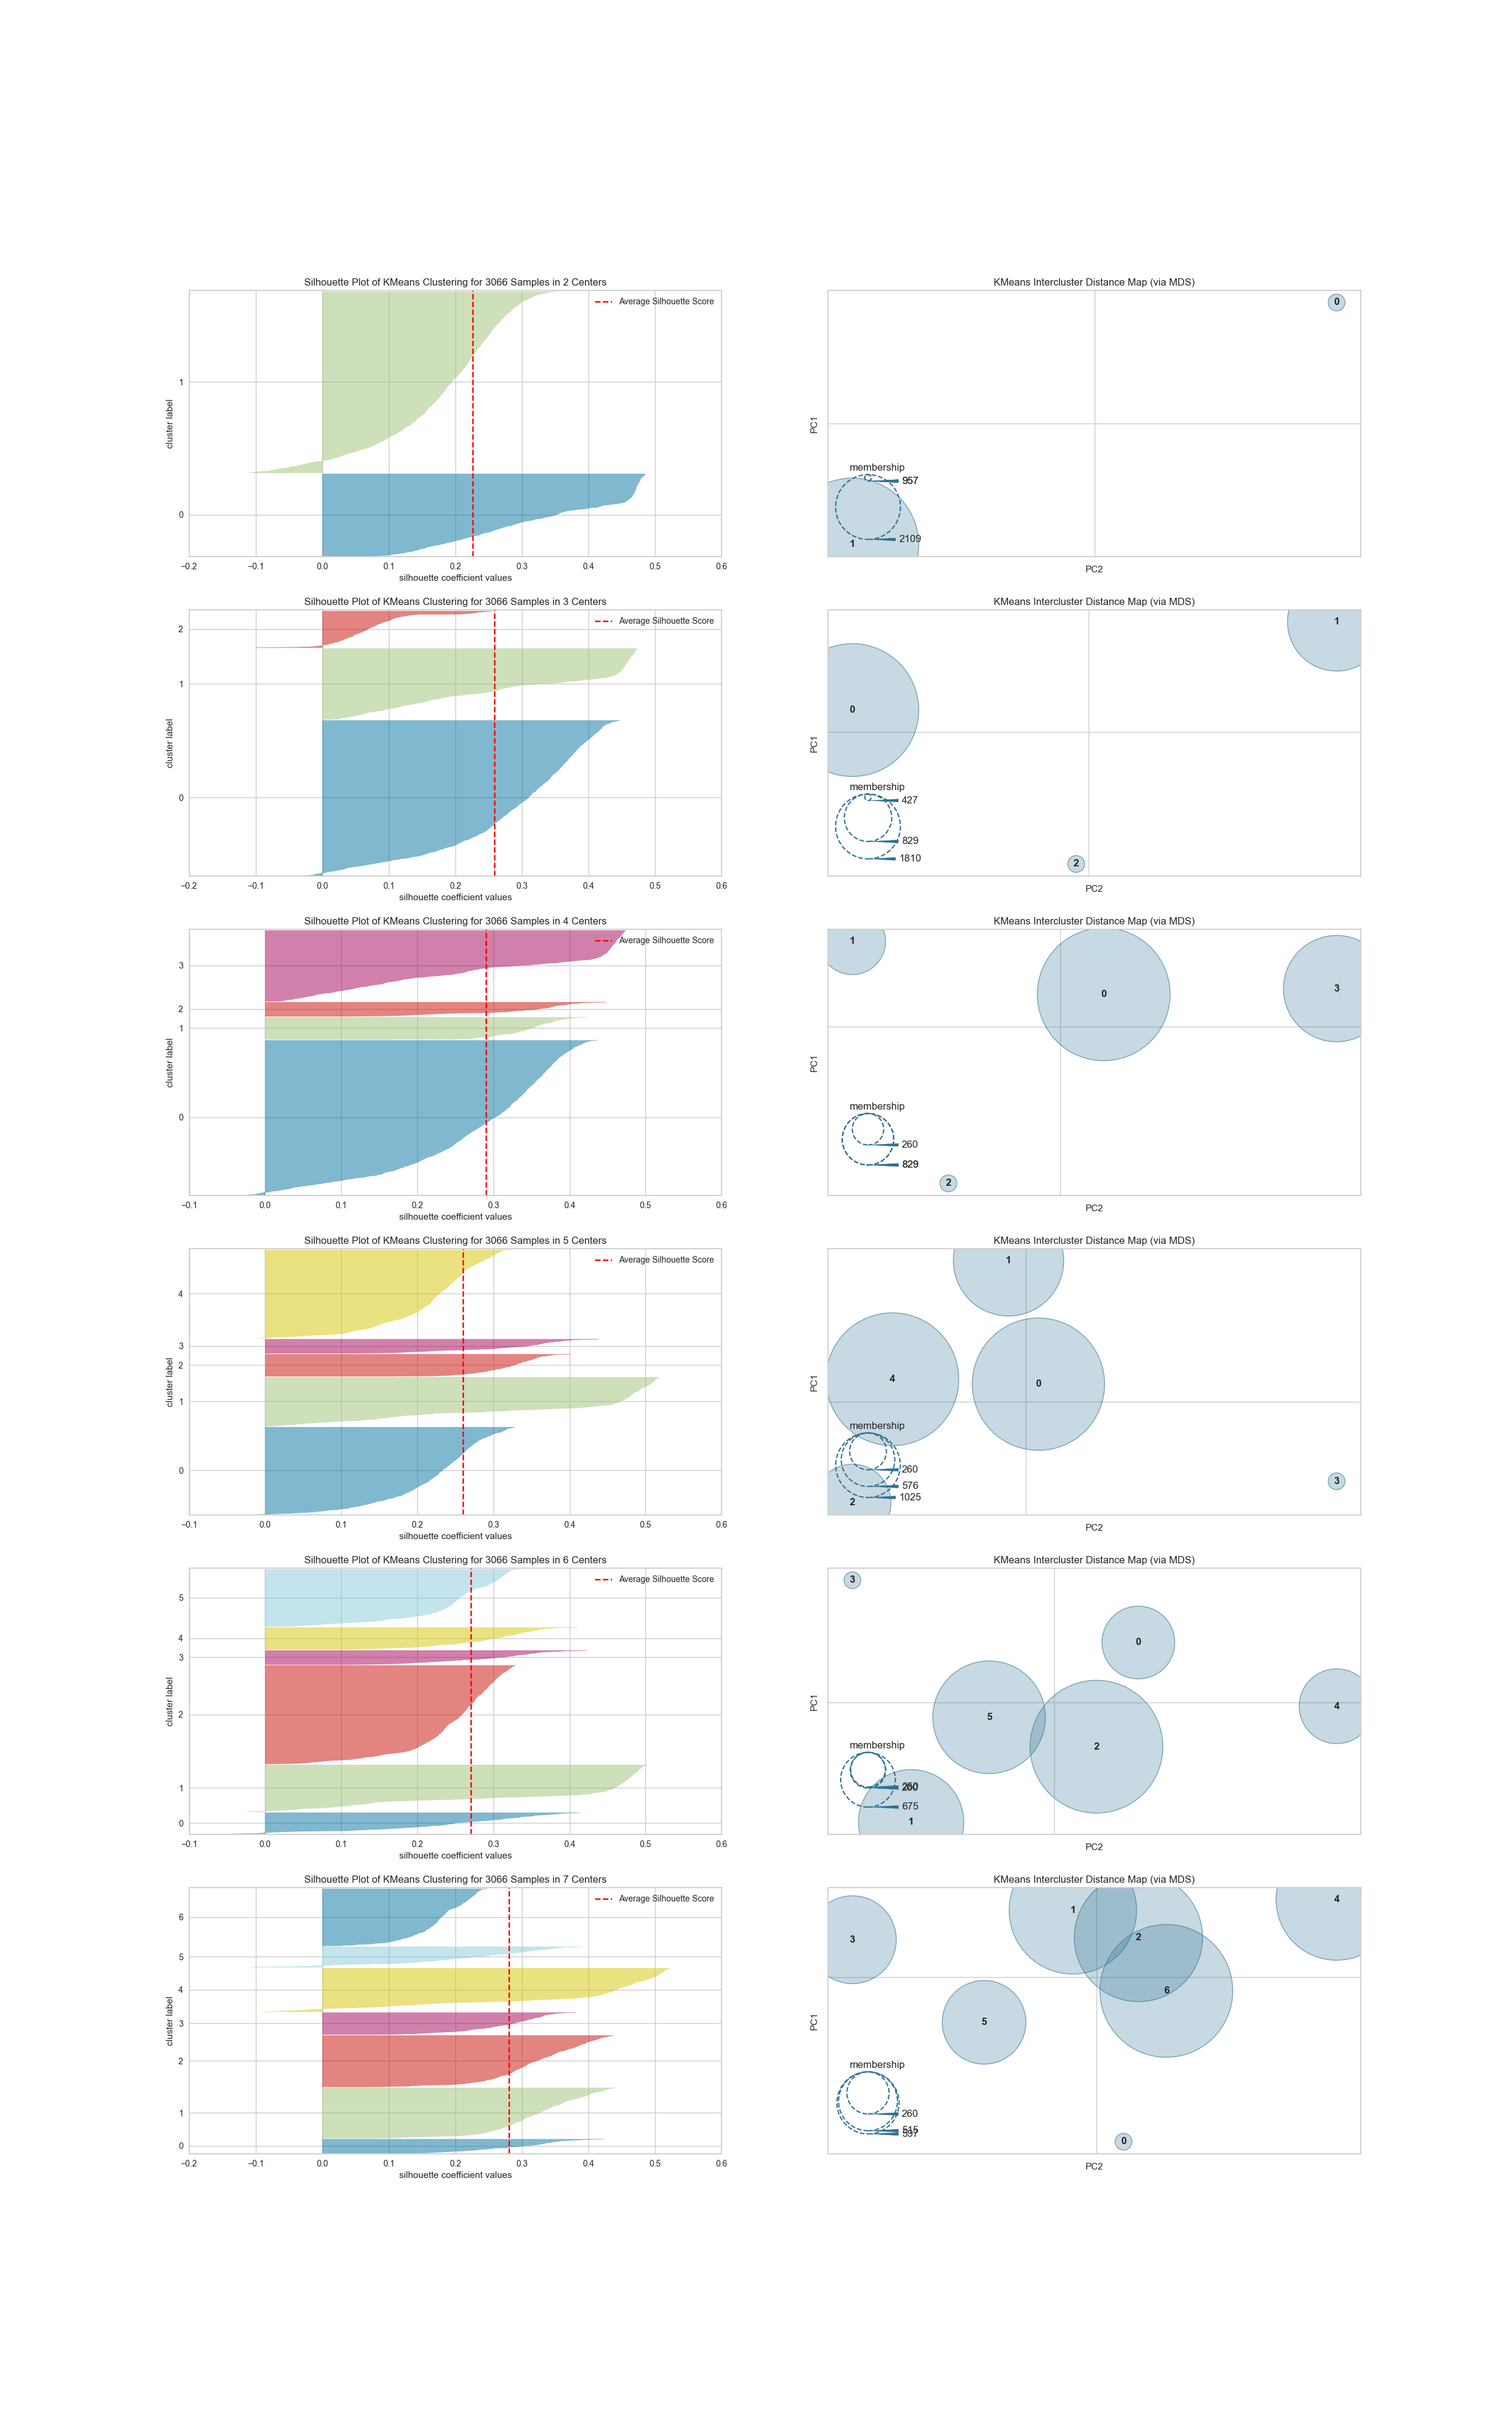 Silhouette Plot of KMeans Clustering for 3066 Samples in 2 Centers
Average Silhouette Score
1
0
cluster label
−0.2 −0.1 0.0 0.1 0.2 0.3 0.4 0.5 0.6
silhouette coefficient values
KMeans Intercluster Distance Map (via MDS)
0
PC1
membership
957
2109
1
PC2
Silhouette Plot of KMeans Clustering for 3066 Samples in 3 Centers
Average Silhouette Score
2
1
0
cluster label
−0.2 −0.1 0.0 0.1 0.2 0.3 0.4 0.5 0.6
silhouette coefficient values
KMeans Intercluster Distance Map (via MDS)
1
0
PC1
membership
427
829
1810
2
PC2
Silhouette Plot of KMeans Clustering for 3066 Samples in 4 Centers
Average Silhouette Score
3
2
1
0
cluster label
−0.1 0.0 0.1 0.2 0.3 0.4 0.5 0.6
silhouette coefficient values
KMeans Intercluster Distance Map (via MDS)
1
0
3
PC1
membership
260
829
2
PC2
Silhouette Plot of KMeans Clustering for 3066 Samples in 5 Centers
Average Silhouette Score
4
3
2
1
0
cluster label
−0.1 0.0 0.1 0.2 0.3 0.4 0.5 0.6
silhouette coefficient values
KMeans Intercluster Distance Map (via MDS)
1
4
0
PC1
membership
260
576
1025
3
2
PC2
Silhouette Plot of KMeans Clustering for 3066 Samples in 6 Centers
Average Silhouette Score
5
4
3
2
1
0
cluster label
−0.1 0.0 0.1 0.2 0.3 0.4 0.5 0.6
silhouette coefficient values
KMeans Intercluster Distance Map (via MDS)
3
0
4
5
2
PC1
membership
675
1
PC2
Silhouette Plot of KMeans Clustering for 3066 Samples in 7 Centers
Average Silhouette Score
6
5
4
3
2
1
0
cluster label
−0.2 −0.1 0.0 0.1 0.2 0.3 0.4 0.5 0.6
silhouette coefficient values
KMeans Intercluster Distance Map (via MDS)
4
1
2
3
6
5
PC1
membership
260
0
PC2